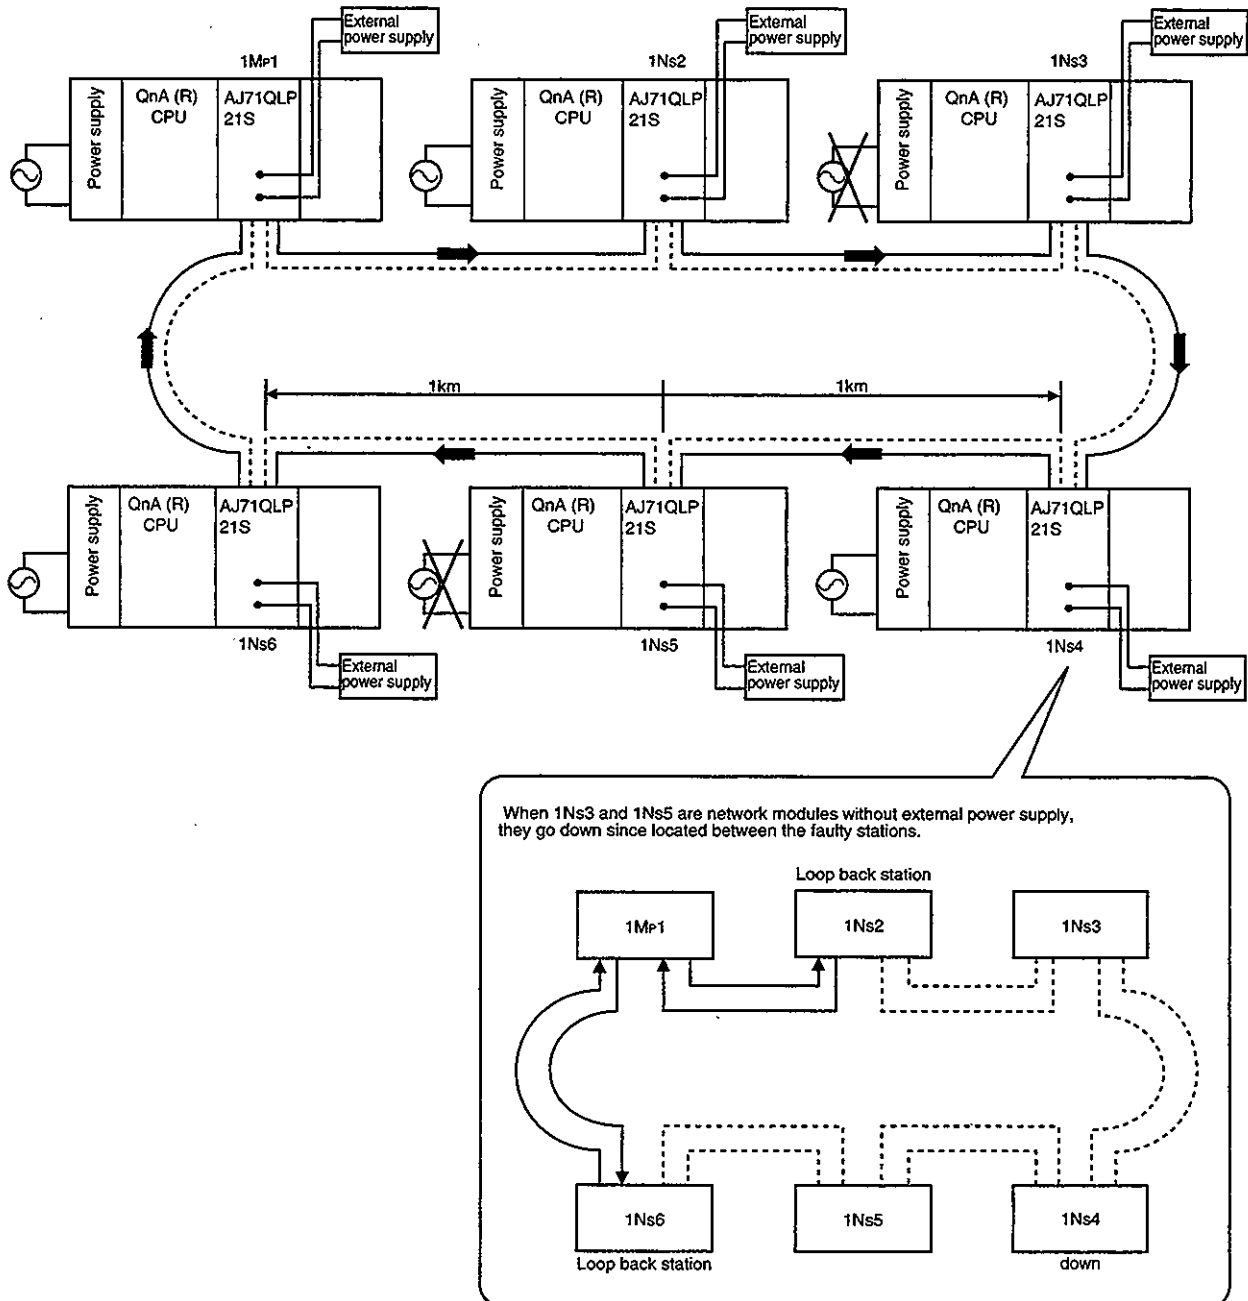 External
power supply
External
power supply
External
power supply
1MP1
1Ns2
1Ns3
Power supply
QnA (R)
CPU
AJ71QLP
21S
Power supply
QnA (R)
CPU
AJ71QLP
21S
Power supply
QnA (R)
CPU
AJ71QLP
21S
1km
1km
Power supply
QnA (R)
CPU
AJ71QLP
21S
Power supply
QnA (R)
CPU
AJ71QLP
21S
Power supply
QnA (R)
CPU
AJ71QLP
21S
1Ns6
1Ns5
1Ns4
External
power supply
External
power supply
External
power supply
When 1Ns3 and 1Ns5 are network modules without external power supply,
they go down since located between the faulty stations.
Loop back station
1MP1
1Ns2
1Ns3
1Ns6
1Ns5
1Ns4
Loop back station
down